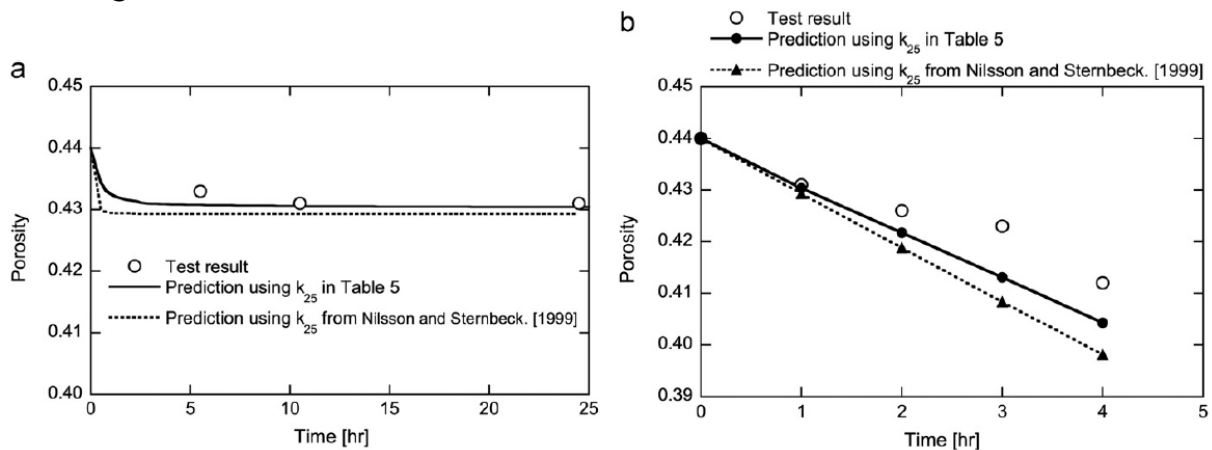 a
0.45
0.44
0.43
0.42
0.41
0.40
Porosity
Test result
Prediction using k25 in Table 5
Prediction using k25 from Nilsson and Sternbeck. [1999]
0 5 10 15 20 25
Time [hr]
b
Test result
Prediction using k25 in Table 5
Prediction using k25 from Nilsson and Sternbeck. [1999]
0.45
0.44
0.43
0.42
0.41
0.40
0.39
Porosity
0 1 2 3 4 5
Time [hr]